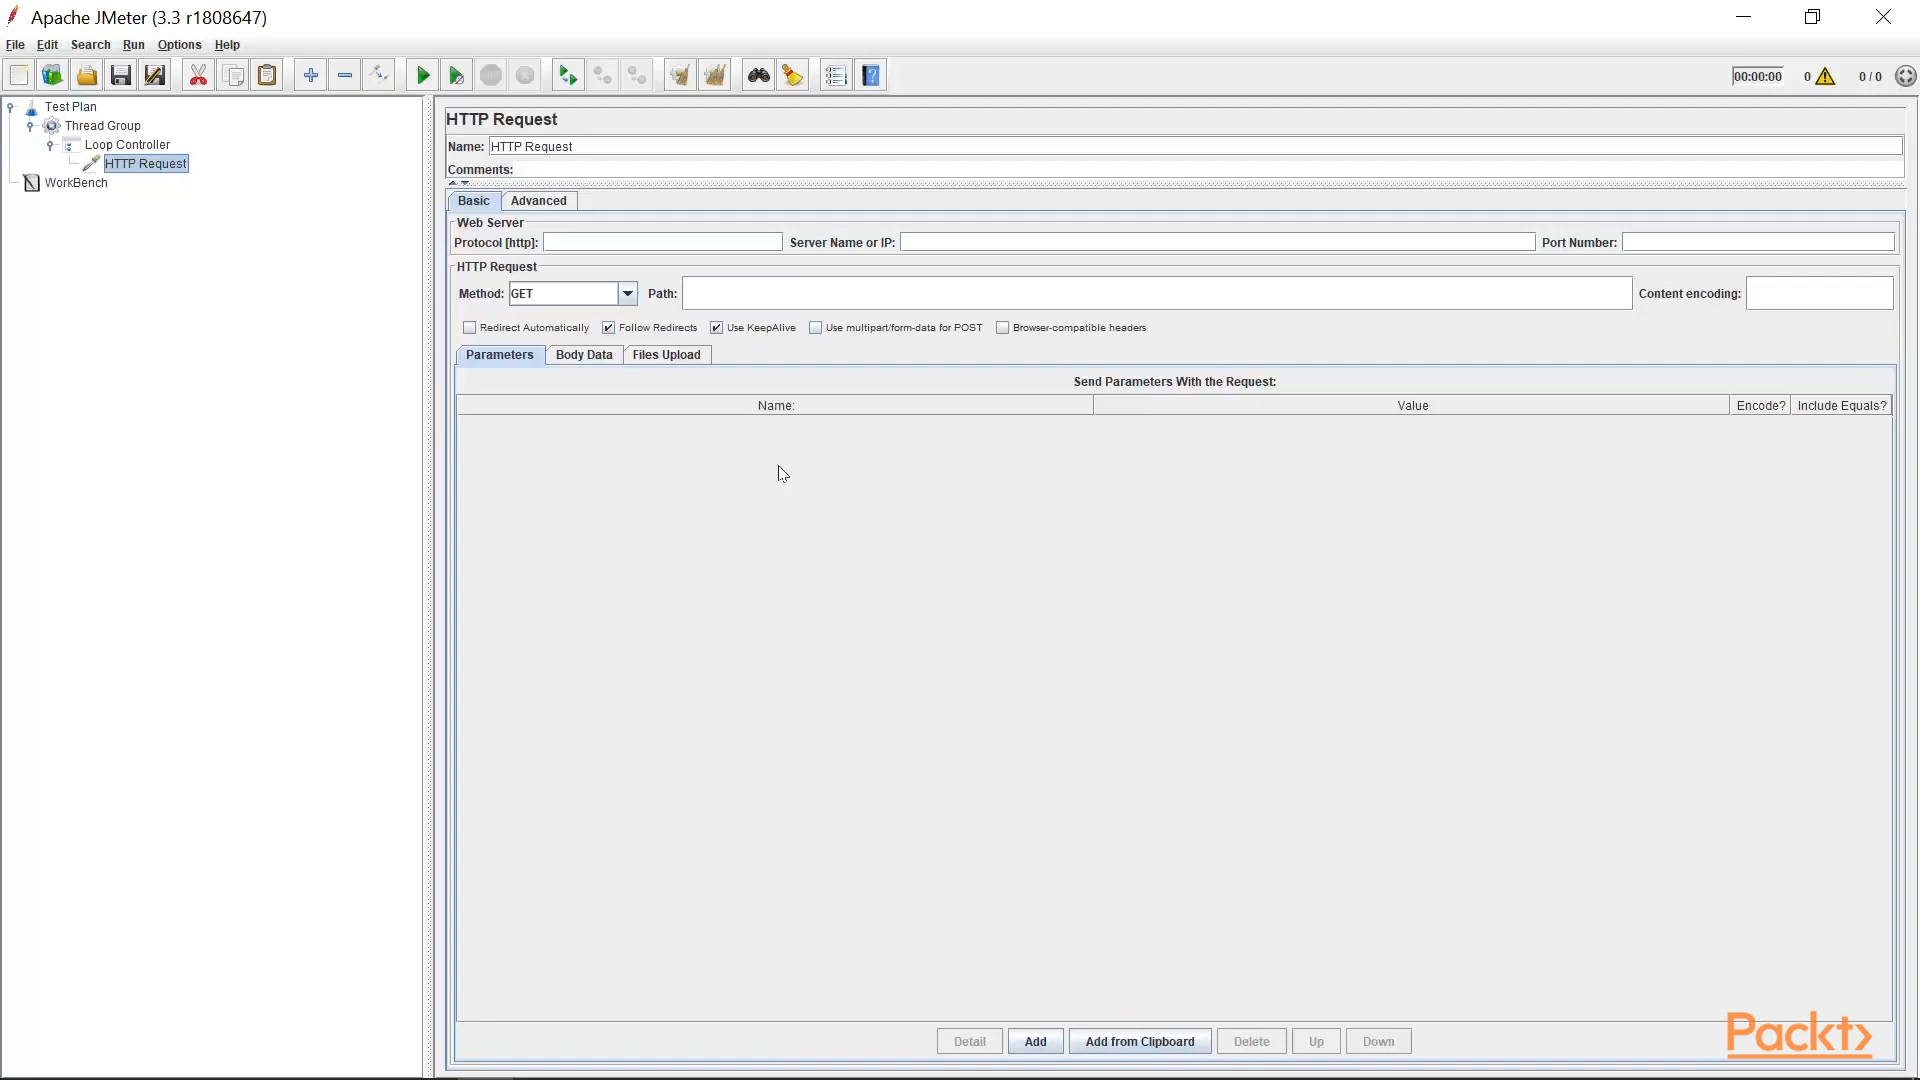 Apache JMeter (3.3 r1808647)
File Edit Search Run Options Help
00:00:00 0 0 / 0
Test Plan
Thread Group
Loop Controller
HTTP Request
WorkBench
HTTP Request
Name: HTTP Request
Comments:
Basic Advanced
Web Server
Protocol [http]: Server Name or IP: Port Number:
HTTP Request
Method: GET Path: Content encoding:
Redirect Automatically Follow Redirects Use KeepAlive Use multipart/form-data for POST Browser-compatible headers
Parameters Body Data Files Upload
Send Parameters With the Request:
Name: Value Encode? Include Equals?
Detail Add Add from Clipboard Delete Up Down
Packt>